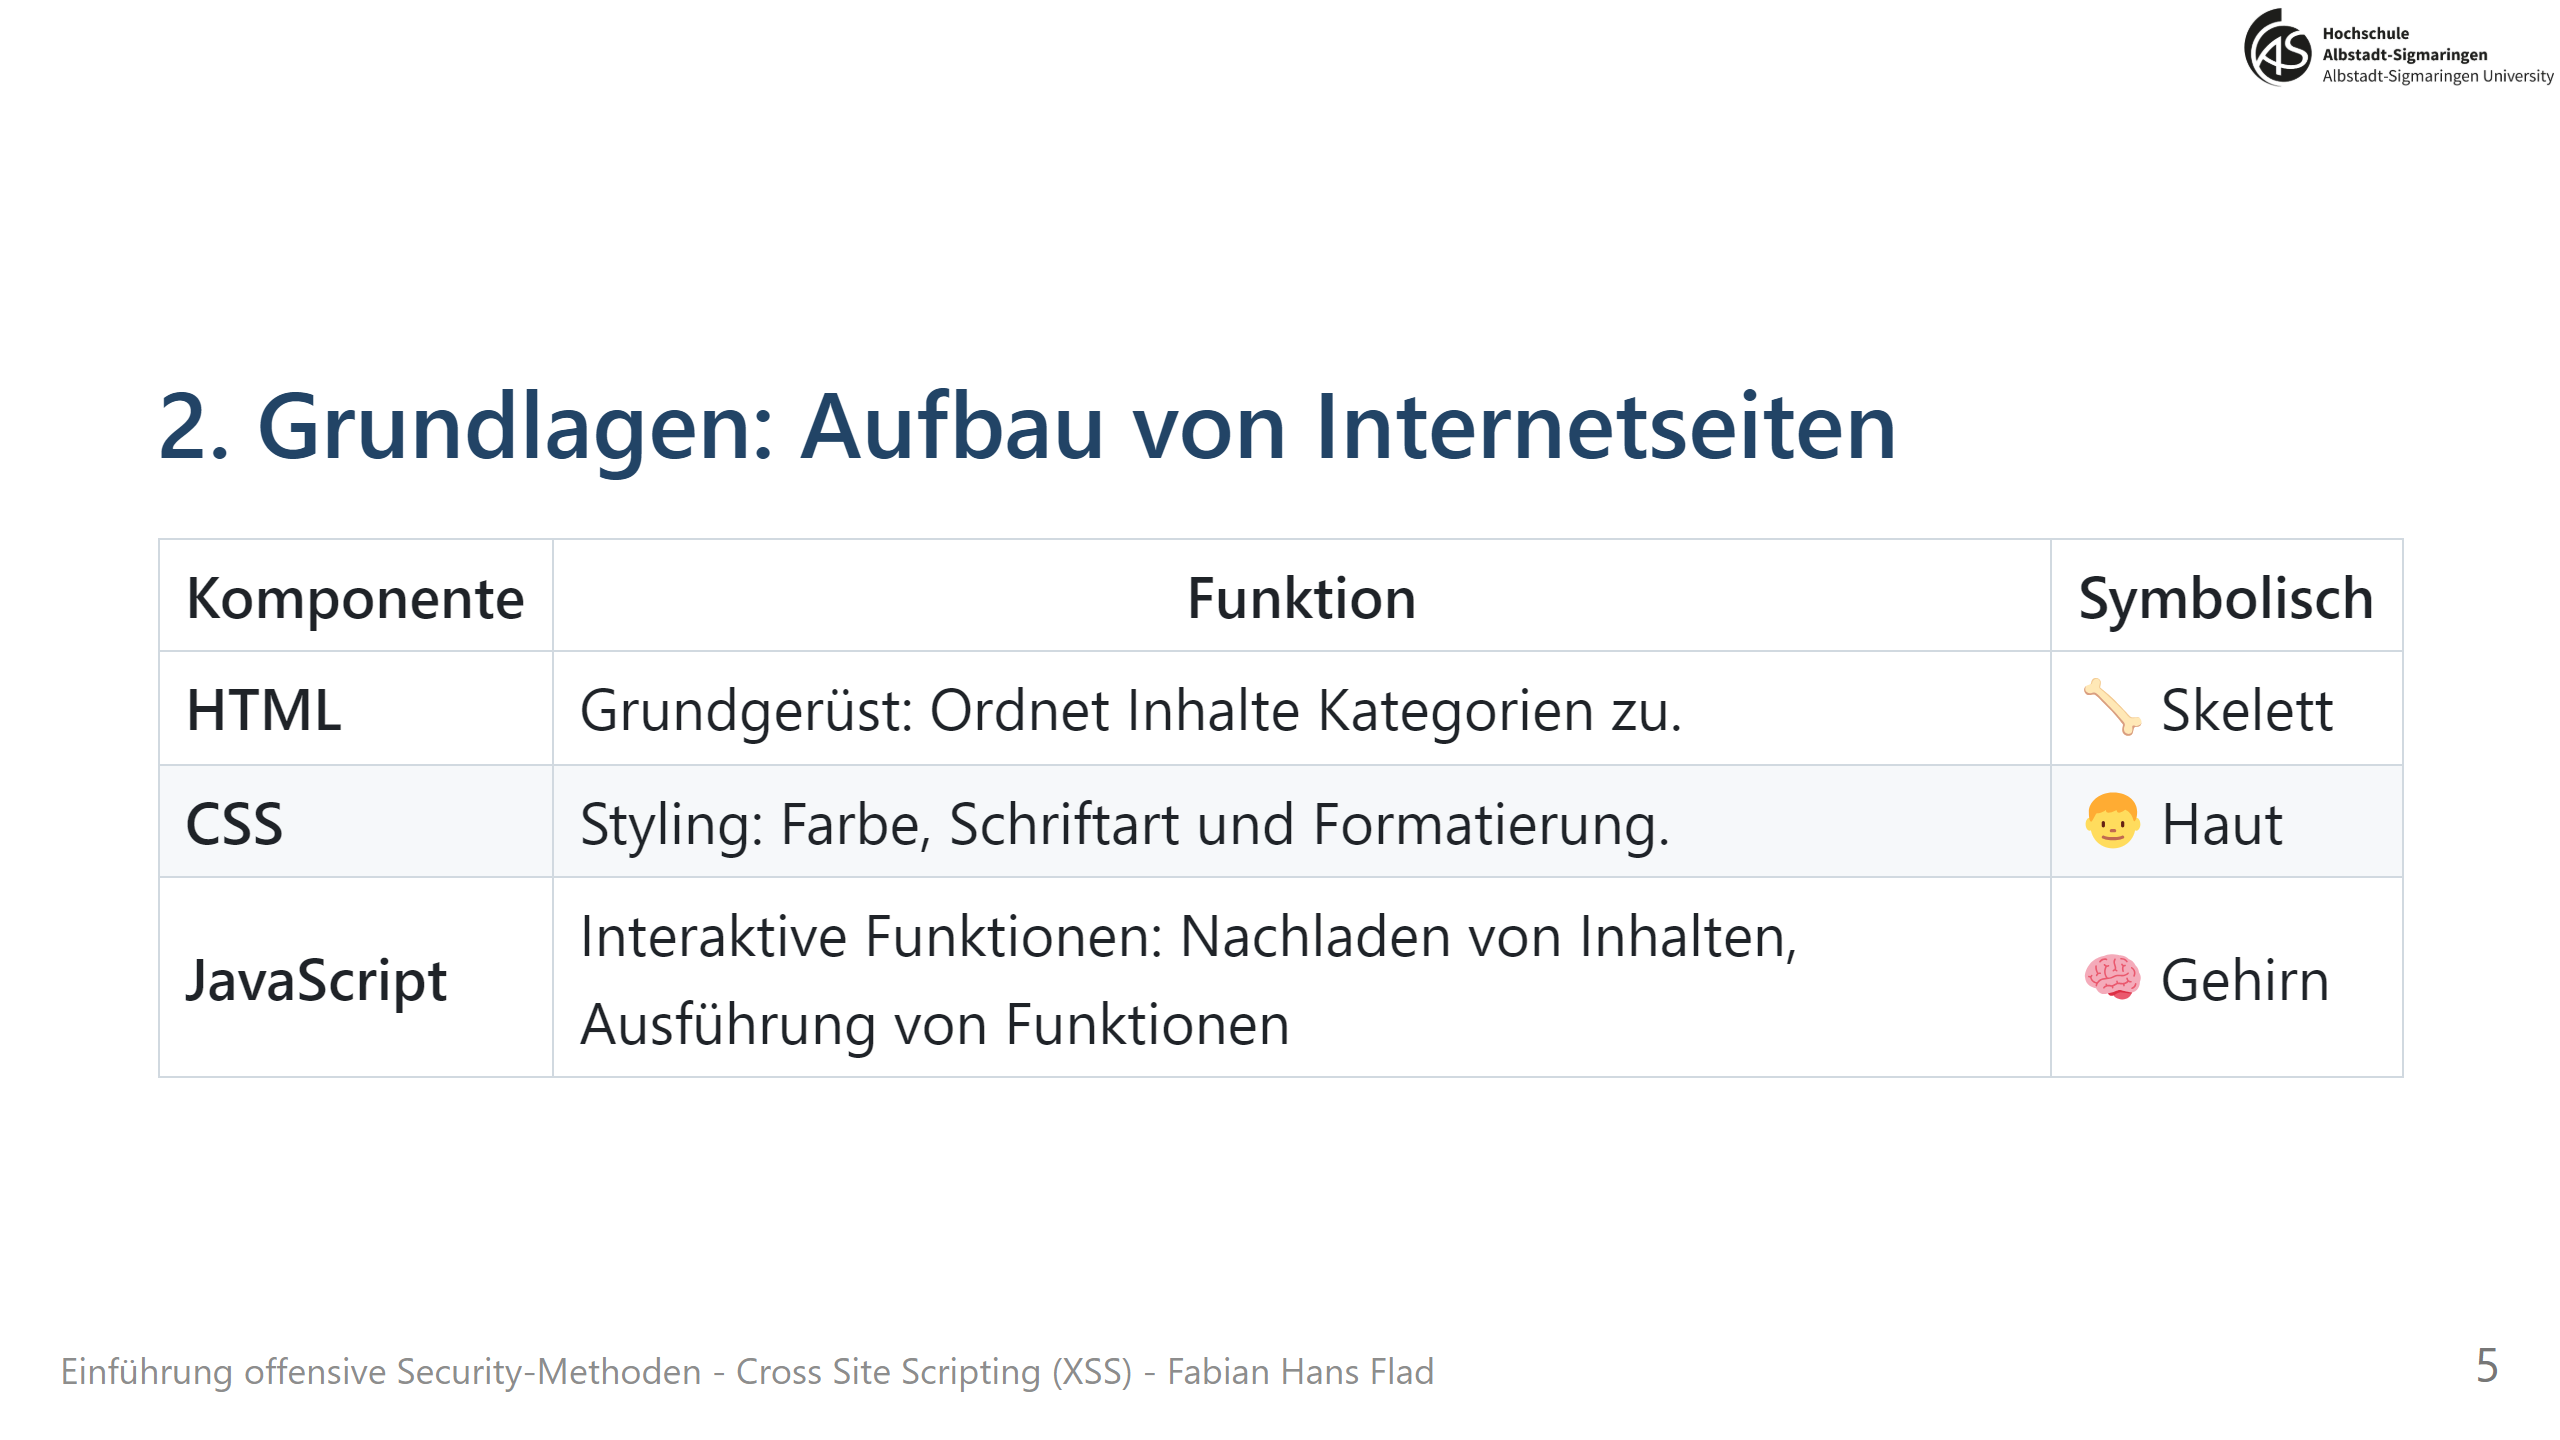 Hochschule
Albstadt-Sigmaringen
Albstadt-Sigmaringen University
2. Grundlagen: Aufbau von Internetseiten
Komponente Funktion Symbolisch
HTML Grundgerüst: Ordnet Inhalte Kategorien zu. 🦴 Skelett
CSS Styling: Farbe, Schriftart und Formatierung. 👦 Haut
JavaScript Interaktive Funktionen: Nachladen von Inhalten,
Ausführung von Funktionen 🧠 Gehirn
Einführung offensive Security-Methoden - Cross Site Scripting (XSS) - Fabian Hans Flad
5